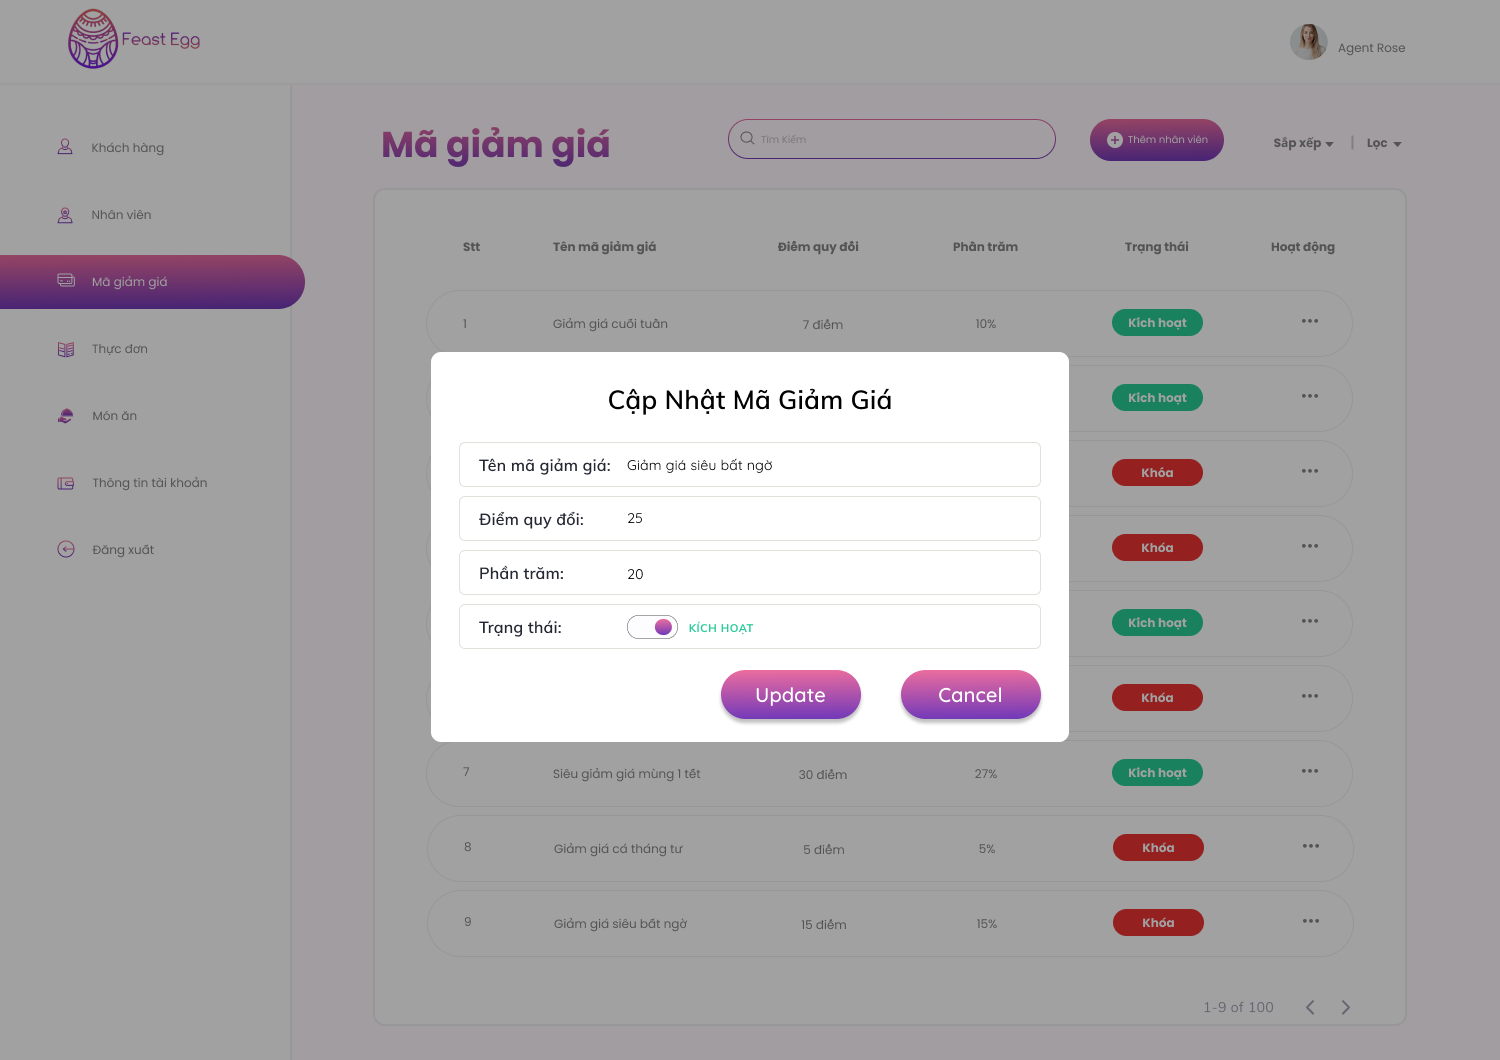 Feast Egg
Agent Rose
Khách hàng
Nhân viên
Mã giảm giá
Thực đơn
Món ăn
Thông tin tài khoản
Đăng xuất
Mã giảm giá
Tìm Kiếm
Thêm nhân viên
Sắp xếp | Lọc
Stt Tên mã giảm giá Điểm quy đổi Phần trăm Trạng thái Hoạt động
1 Giảm giá cuối tuần 7 điểm 10% Kích hoạt
Kích hoạt
Khóa
Khóa
Kích hoạt
Khóa
Cập Nhật Mã Giảm Giá
Tên mã giảm giá: Giảm giá siêu bất ngờ
Điểm quy đổi: 25
Phần trăm: 20
Trạng thái: KÍCH HOẠT
Update Cancel
7 Siêu giảm giá mùng 1 tết 30 điểm 27% Kích hoạt
8 Giảm giá cá tháng tư 5 điểm 5% Khóa
9 Giảm giá siêu bất ngờ 15 điểm 15% Khóa
1-9 of 100